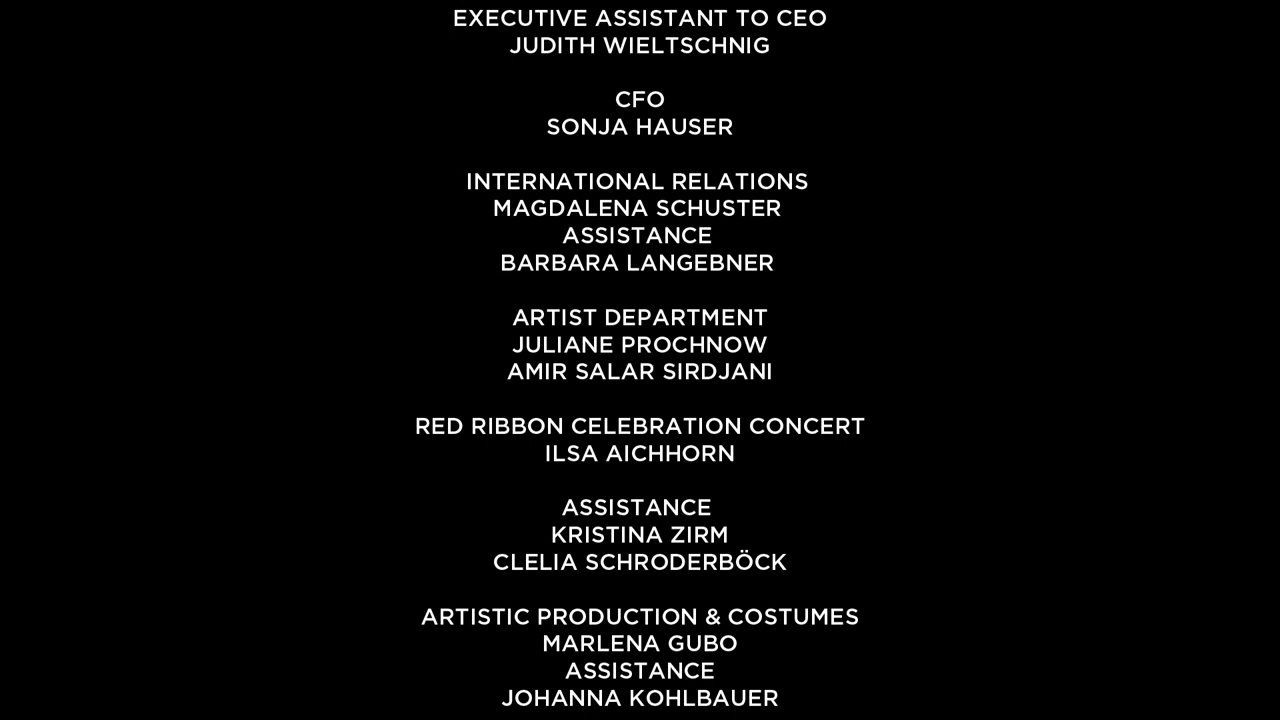 EXECUTIVE ASSISTANT TO CEO
JUDITH WIELTSCHNIG
CFO
SONJA HAUSER
INTERNATIONAL RELATIONS
MAGDALENA SCHUSTER
ASSISTANCE
BARBARA LANGEBNER
ARTIST DEPARTMENT
JULIANE PROCHNOW
AMIR SALAR SIRDJANI
RED RIBBON CELEBRATION CONCERT
ILSA AICHHORN
ASSISTANCE
KRISTINA ZIRM
CLELIA SCHRODERBÖCK
ARTISTIC PRODUCTION & COSTUMES
MARLENA GUBO
ASSISTANCE
JOHANNA KOHLBAUER